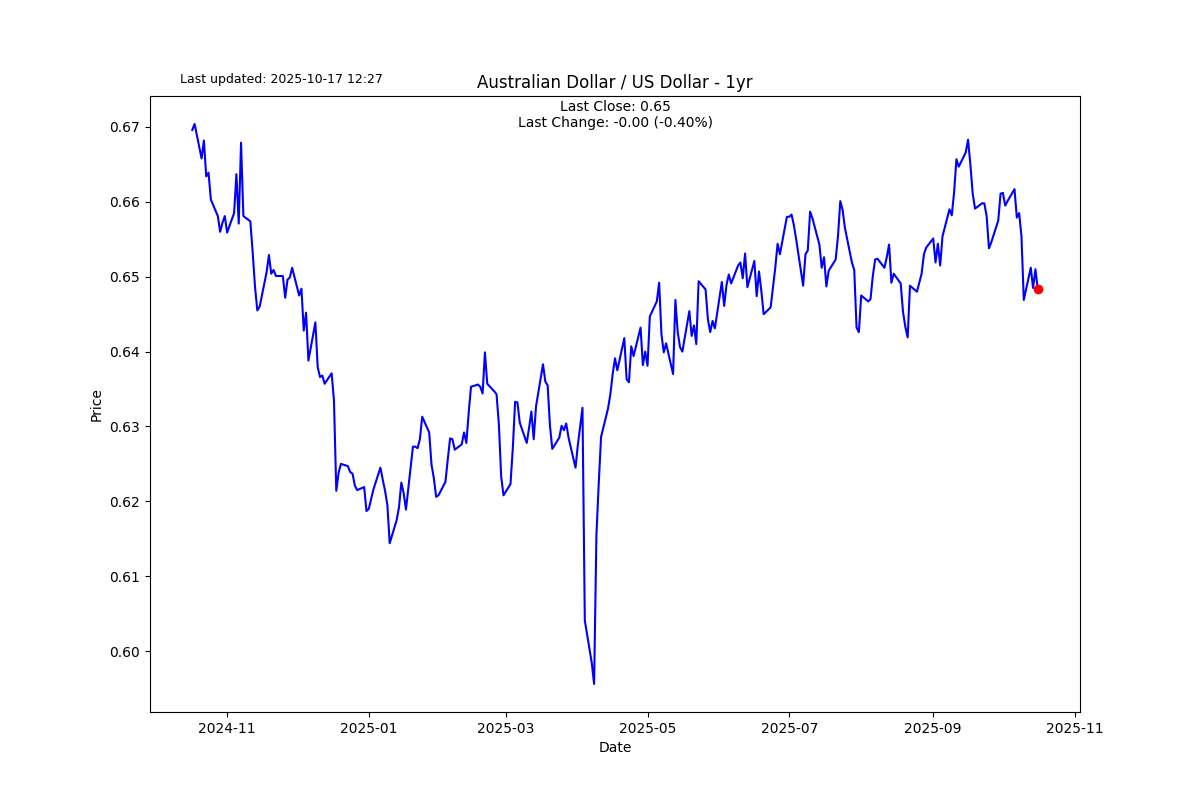 Last updated: 2025-10-17 12:27
Australian Dollar / US Dollar - 1yr
Last Close: 0.65
Last Change: -0.00 (-0.40%)
0.67
0.66
0.65
0.64
0.63
0.62
0.61
0.60
Price
2024-11
2025-01
2025-03
2025-05
2025-07
2025-09
2025-11
Date